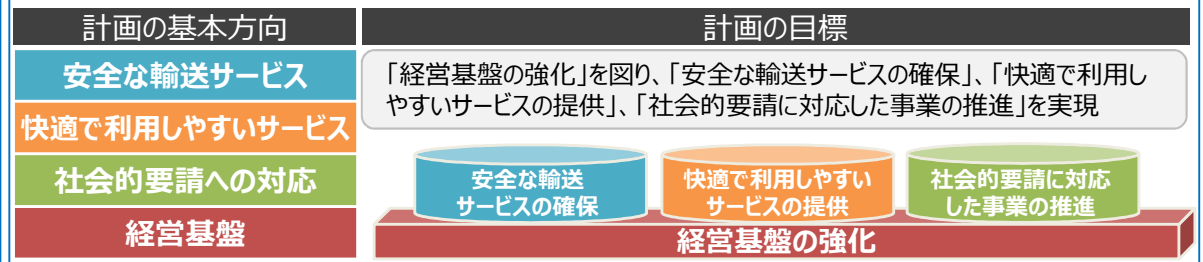 計画の基本方向
計画の目標
安全な輸送サービス
快適で利用しやすいサービス
社会的要請への対応
経営基盤
「経営基盤の強化」を図り、「安全な輸送サービスの確保」、「快適で利用し
やすいサービスの提供」、「社会的要請に対応した事業の推進」を実現
安全な輸送
サービスの確保
快適で利用しやすい
サービスの提供
社会的要請に対応
した事業の推進
経営基盤の強化